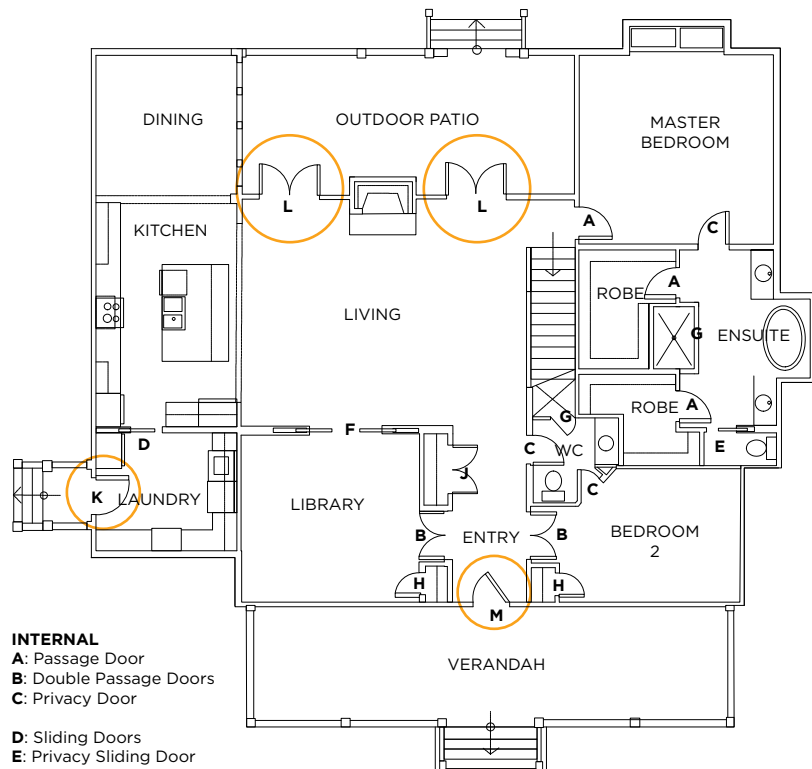 DINING
OUTDOOR PATIO
MASTER
BEDROOM
L
L
A
C
KITCHEN
A
ROBE
LIVING
G
ENSUITE
ROBE
A
G
F
D
C
WC
E
J
C
K
LAUNDRY
LIBRARY
B
ENTRY
B
BEDROOM
2
H
H
M
INTERNAL
A: Passage Door
B: Double Passage Doors
C: Privacy Door
D: Sliding Doors
E: Privacy Sliding Door
VERANDAH